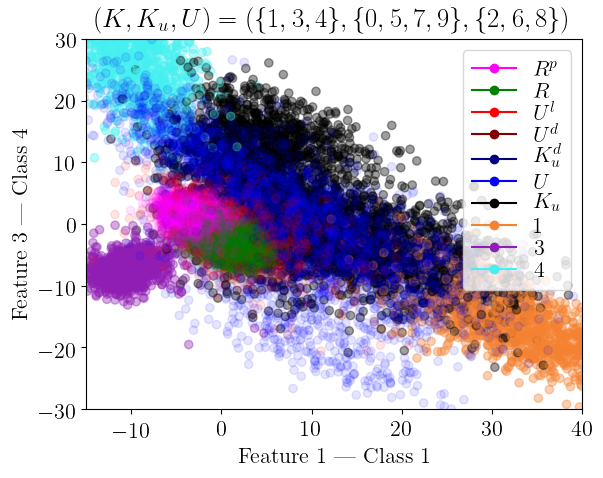 (K, K_u, U) = ({1, 3, 4}, {0, 5, 7, 9}, {2, 6, 8})
30
20
10
0
−10
−20
−30
Feature 3 — Class 4
R^p
R
U^l
U^d
K_u^d
U
K_u
1
3
4
−10
0
10
20
30
40
Feature 1 — Class 1